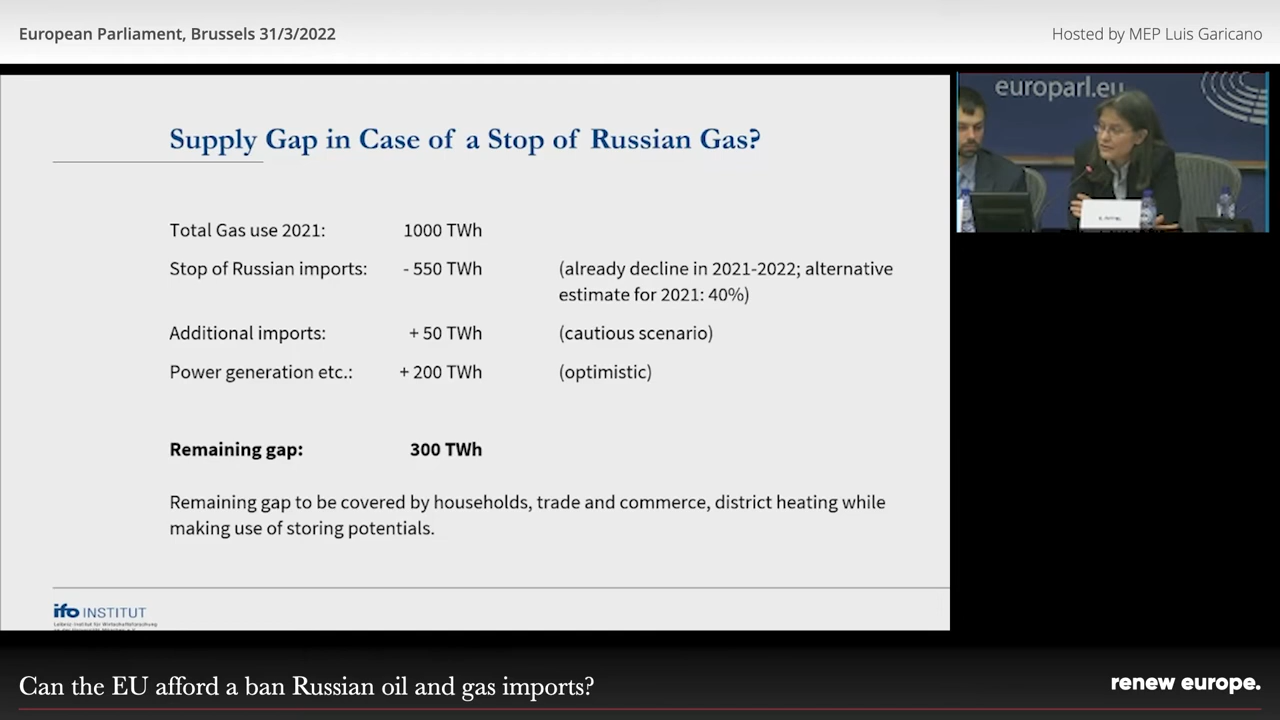 European Parliament, Brussels 31/3/2022
Hosted by MEP Luis Garicano
europarl.eu
Supply Gap in Case of a Stop of Russian Gas?
Total Gas use 2021: 1000 TWh
Stop of Russian imports: - 550 TWh (already decline in 2021-2022; alternative
estimate for 2021: 40%)
Additional imports: + 50 TWh (cautious scenario)
Power generation etc.: + 200 TWh (optimistic)
Remaining gap: 300 TWh
Remaining gap to be covered by households, trade and commerce, district heating while
making use of storing potentials.
ifo INSTITUT
Leibniz-Institut für Wirtschaftsforschung
Can the EU afford a ban Russian oil and gas imports?
renew europe.